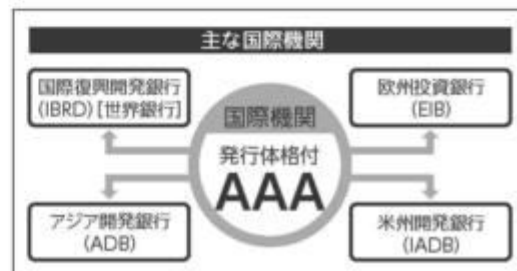 主な国際機関
国際復興開発銀行
(IBRD)[世界銀行]
欧州投資銀行
(EIB)
国際機関
発行体格付
AAA
アジア開発銀行
(ADB)
米州開発銀行
(IADB)